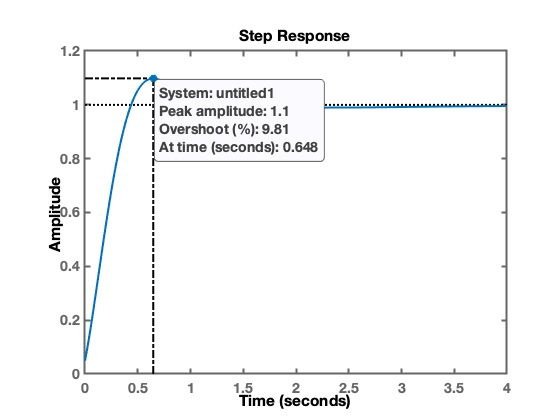 Step Response
1.2
1
0.8
0.6
0.4
0.2
0
Amplitude
System: untitled1
Peak amplitude: 1.1
Overshoot (%): 9.81
At time (seconds): 0.648
0 0.5 1 1.5 2 2.5 3 3.5 4
Time (seconds)